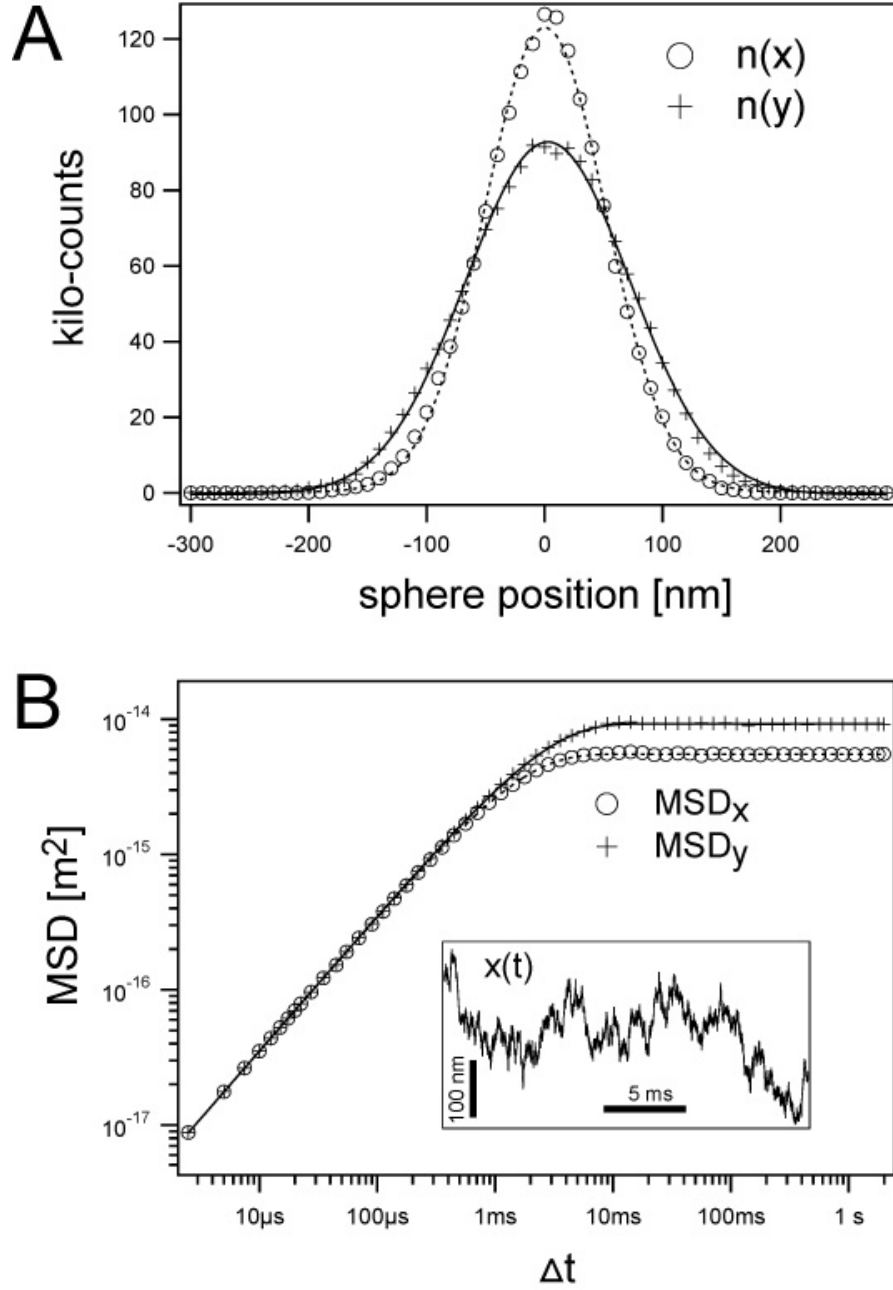 A
n(x)
n(y)
kilo-counts
120
100
80
60
40
20
0
-300
-200
-100
0
100
200
sphere position [nm]
B
MSD [m²]
10⁻¹⁴
10⁻¹⁵
10⁻¹⁶
10⁻¹⁷
MSDₓ
MSDy
x(t)
100 nm
5 ms
10µs
100µs
1ms
10ms
100ms
1 s
Δt